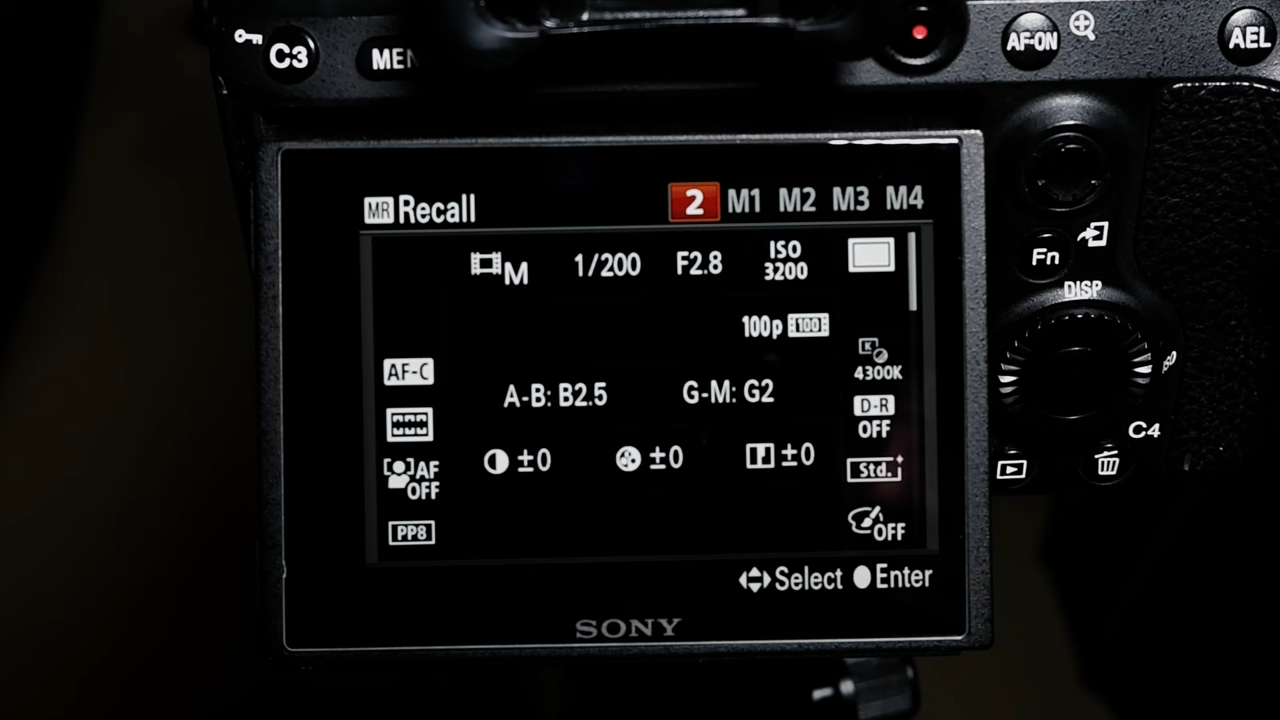 C3
MEN
AF-ON
AEL
MR Recall 2 M1 M2 M3 M4
M 1/200 F2.8 ISO 3200
100p 100
K 4300K
AF-C
A-B: B2.5 G-M: G2
D-R OFF
±0 ±0 ±0
AF OFF
Std.
PP8
OFF
Select Enter
SONY
Fn
DISP
ISO
C4